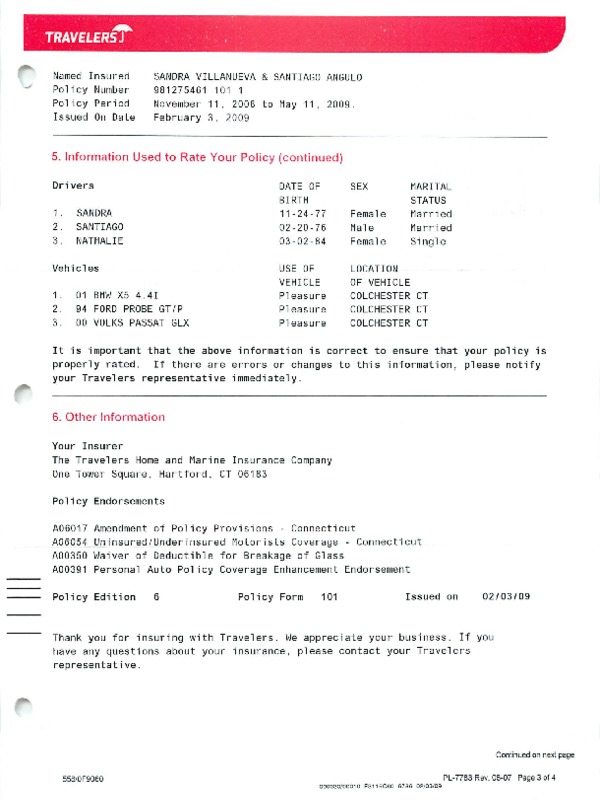 TRAVELERS
Named Insured SANDRA VILLANUEVA & SANTIAGO ANGULO
Policy Number 981275461 101 1
Policy Period November 11, 2008 to May 11, 2009.
Issued On Date February 3, 2009
5. Information Used to Rate Your Policy (continued)
Drivers DATE OF SEX MARITAL
BIRTH STATUS
1. SANDRA 11-24-77 Female Married
2. SANTIAGO 02-20-76 Male Married
3. NATHALIE 03-02-84 Female Single
Vehicles USE OF LOCATION
VEHICLE OF VEHICLE
1. 01 BMW X5 4.4I Pleasure COLCHESTER CT
2. 94 FORD PROBE GT/P Pleasure COLCHESTER CT
3. 00 VOLKS PASSAT GLX Pleasure COLCHESTER CT
It is important that the above information is correct to ensure that your policy is
properly rated. If there are errors or changes to this information, please notify
your Travelers representative immediately.
6. Other Information
Your Insurer
The Travelers Home and Marine Insurance Company
One Tower Square, Hartford, CT 06183
Policy Endorsements
A06017 Amendment of Policy Provisions - Connecticut
A06054 Uninsured/Underinsured Motorists Coverage - Connecticut
A00350 Waiver of Deductible for Breakage of Glass
A00391 Personal Auto Policy Coverage Enhancement Endorsement
Policy Edition 6 Policy Form 101 Issued on 02/03/09
Thank you for insuring with Travelers. We appreciate your business. If you
have any questions about your insurance, please contact your Travelers
representative.
Continued on next page
PL-7783 Rev. 08-07 Page 3 of 4
02/03/09